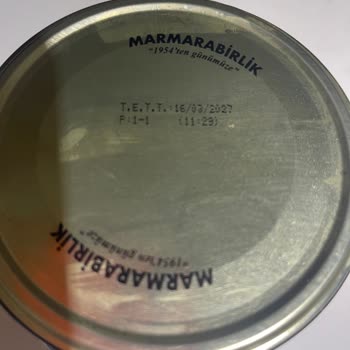 MARMARABİRLİK
"1954'ten günümüze"
T.E.T.T.:16/03/2027
P:1-1 (11:29)
"1954'ten günümüze"
MARMARABİRLİK